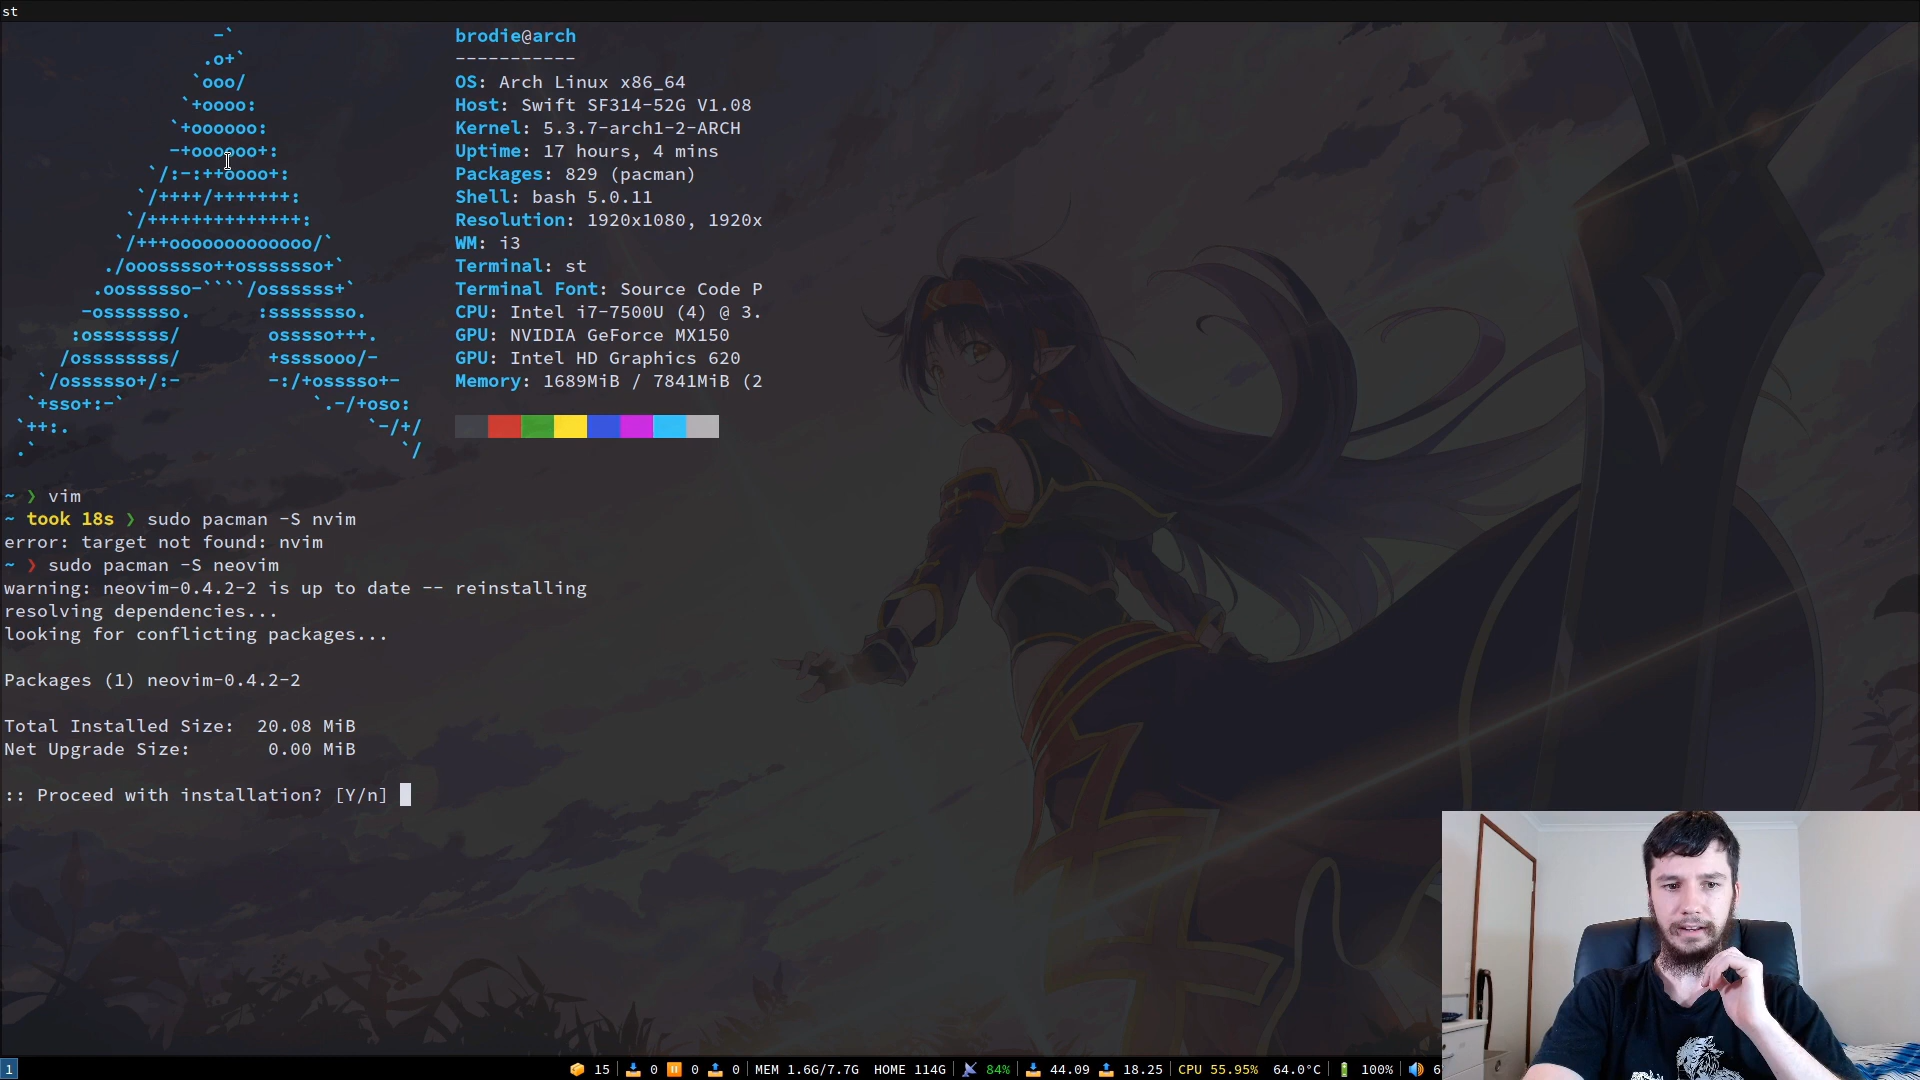 st
brodie@arch
-----------
OS: Arch Linux x86_64
Host: Swift SF314-52G V1.08
Kernel: 5.3.7-arch1-2-ARCH
Uptime: 17 hours, 4 mins
Packages: 829 (pacman)
Shell: bash 5.0.11
Resolution: 1920x1080, 1920x
WM: i3
Terminal: st
Terminal Font: Source Code P
CPU: Intel i7-7500U (4) @ 3.
GPU: NVIDIA GeForce MX150
GPU: Intel HD Graphics 620
Memory: 1689MiB / 7841MiB (2
~ ❯ vim
~ took 18s ❯ sudo pacman -S nvim
error: target not found: nvim
~ ❯ sudo pacman -S neovim
warning: neovim-0.4.2-2 is up to date -- reinstalling
resolving dependencies...
looking for conflicting packages...
Packages (1) neovim-0.4.2-2
Total Installed Size:  20.08 MiB
Net Upgrade Size:       0.00 MiB
:: Proceed with installation? [Y/n]
1 15 | 0 0 0 | MEM 1.6G/7.7G HOME 114G | 84% | 44.09 18.25 | CPU 55.95% 64.0°C | 100% | 6